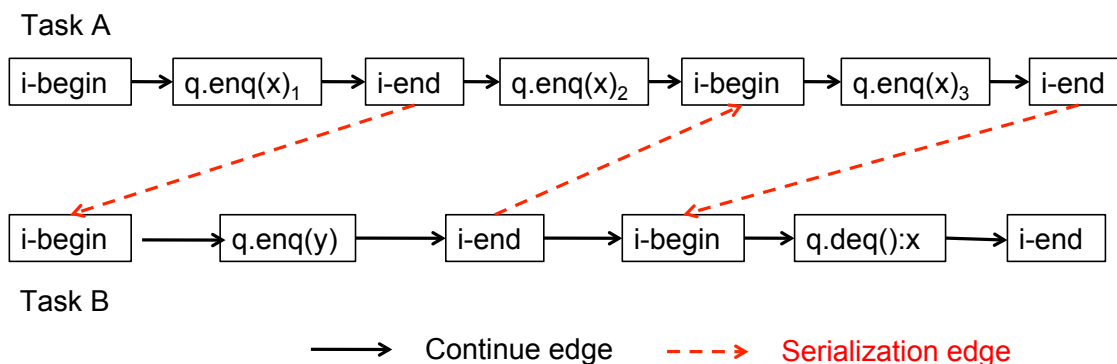 Task A
i-begin q.enq(x)₁ i-end q.enq(x)₂ i-begin q.enq(x)₃ i-end
i-begin q.enq(y) i-end i-begin q.deq():x i-end
Task B
Continue edge Serialization edge